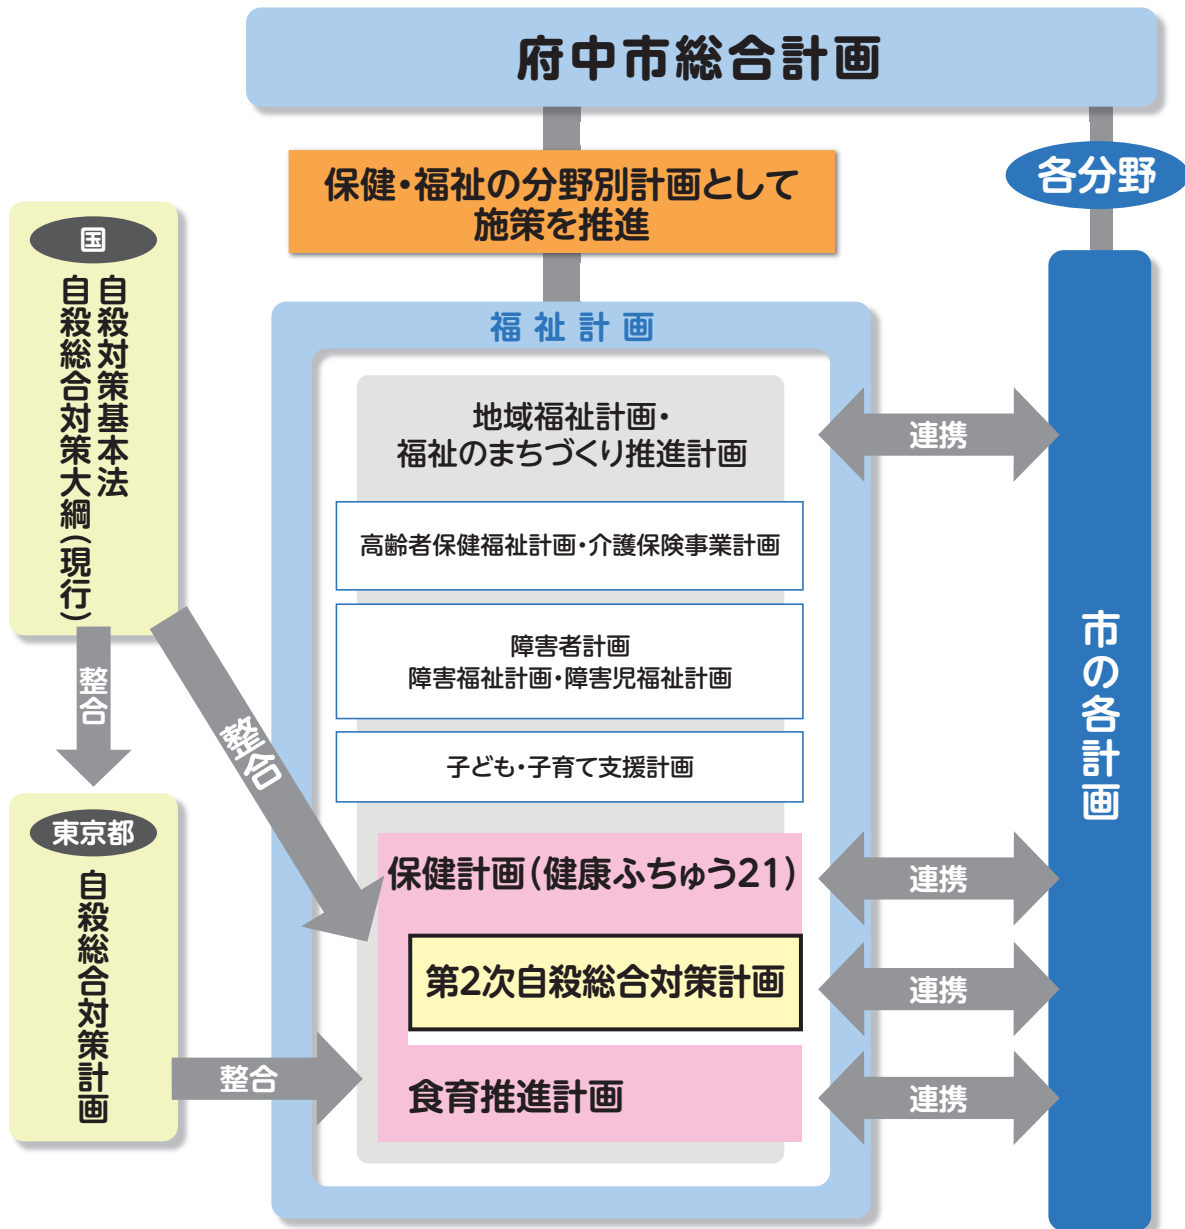 府中市総合計画
保健・福祉の分野別計画として
施策を推進
各分野
国
自殺対策基本法
自殺総合対策大綱(現行)
整合
整合
東京都
自殺総合対策計画
整合
福祉計画
地域福祉計画・
福祉のまちづくり推進計画
高齢者保健福祉計画・介護保険事業計画
障害者計画
障害福祉計画・障害児福祉計画
子ども・子育て支援計画
保健計画(健康ふちゅう21)
第2次自殺総合対策計画
食育推進計画
連携
連携
連携
連携
市の各計画